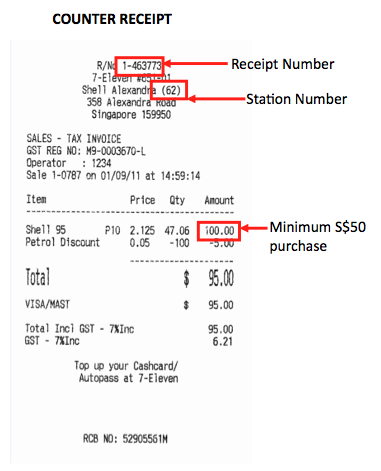 COUNTER RECEIPT
R/No 1-463773
Receipt Number
7-Eleven #651-01
Shell Alexandra (62)
Station Number
358 Alexandra Road
Singapore 159950
SALES - TAX INVOICE
GST REG NO: M9-0003670-L
Operator : 1234
Sale 1-0787 on 01/09/11 at 14:59:14
Item Price Qty Amount
Shell 95 P10 2.125 47.06 100.00
Minimum S$50
purchase
Petrol Discount 0.05 -100 -5.00
Total $ 95.00
VISA/MAST $ 95.00
Total Incl GST - 7%Inc 95.00
GST - 7%Inc 6.21
Top up your Cashcard/
Autopass at 7-Eleven
RCB NO: 52905561M